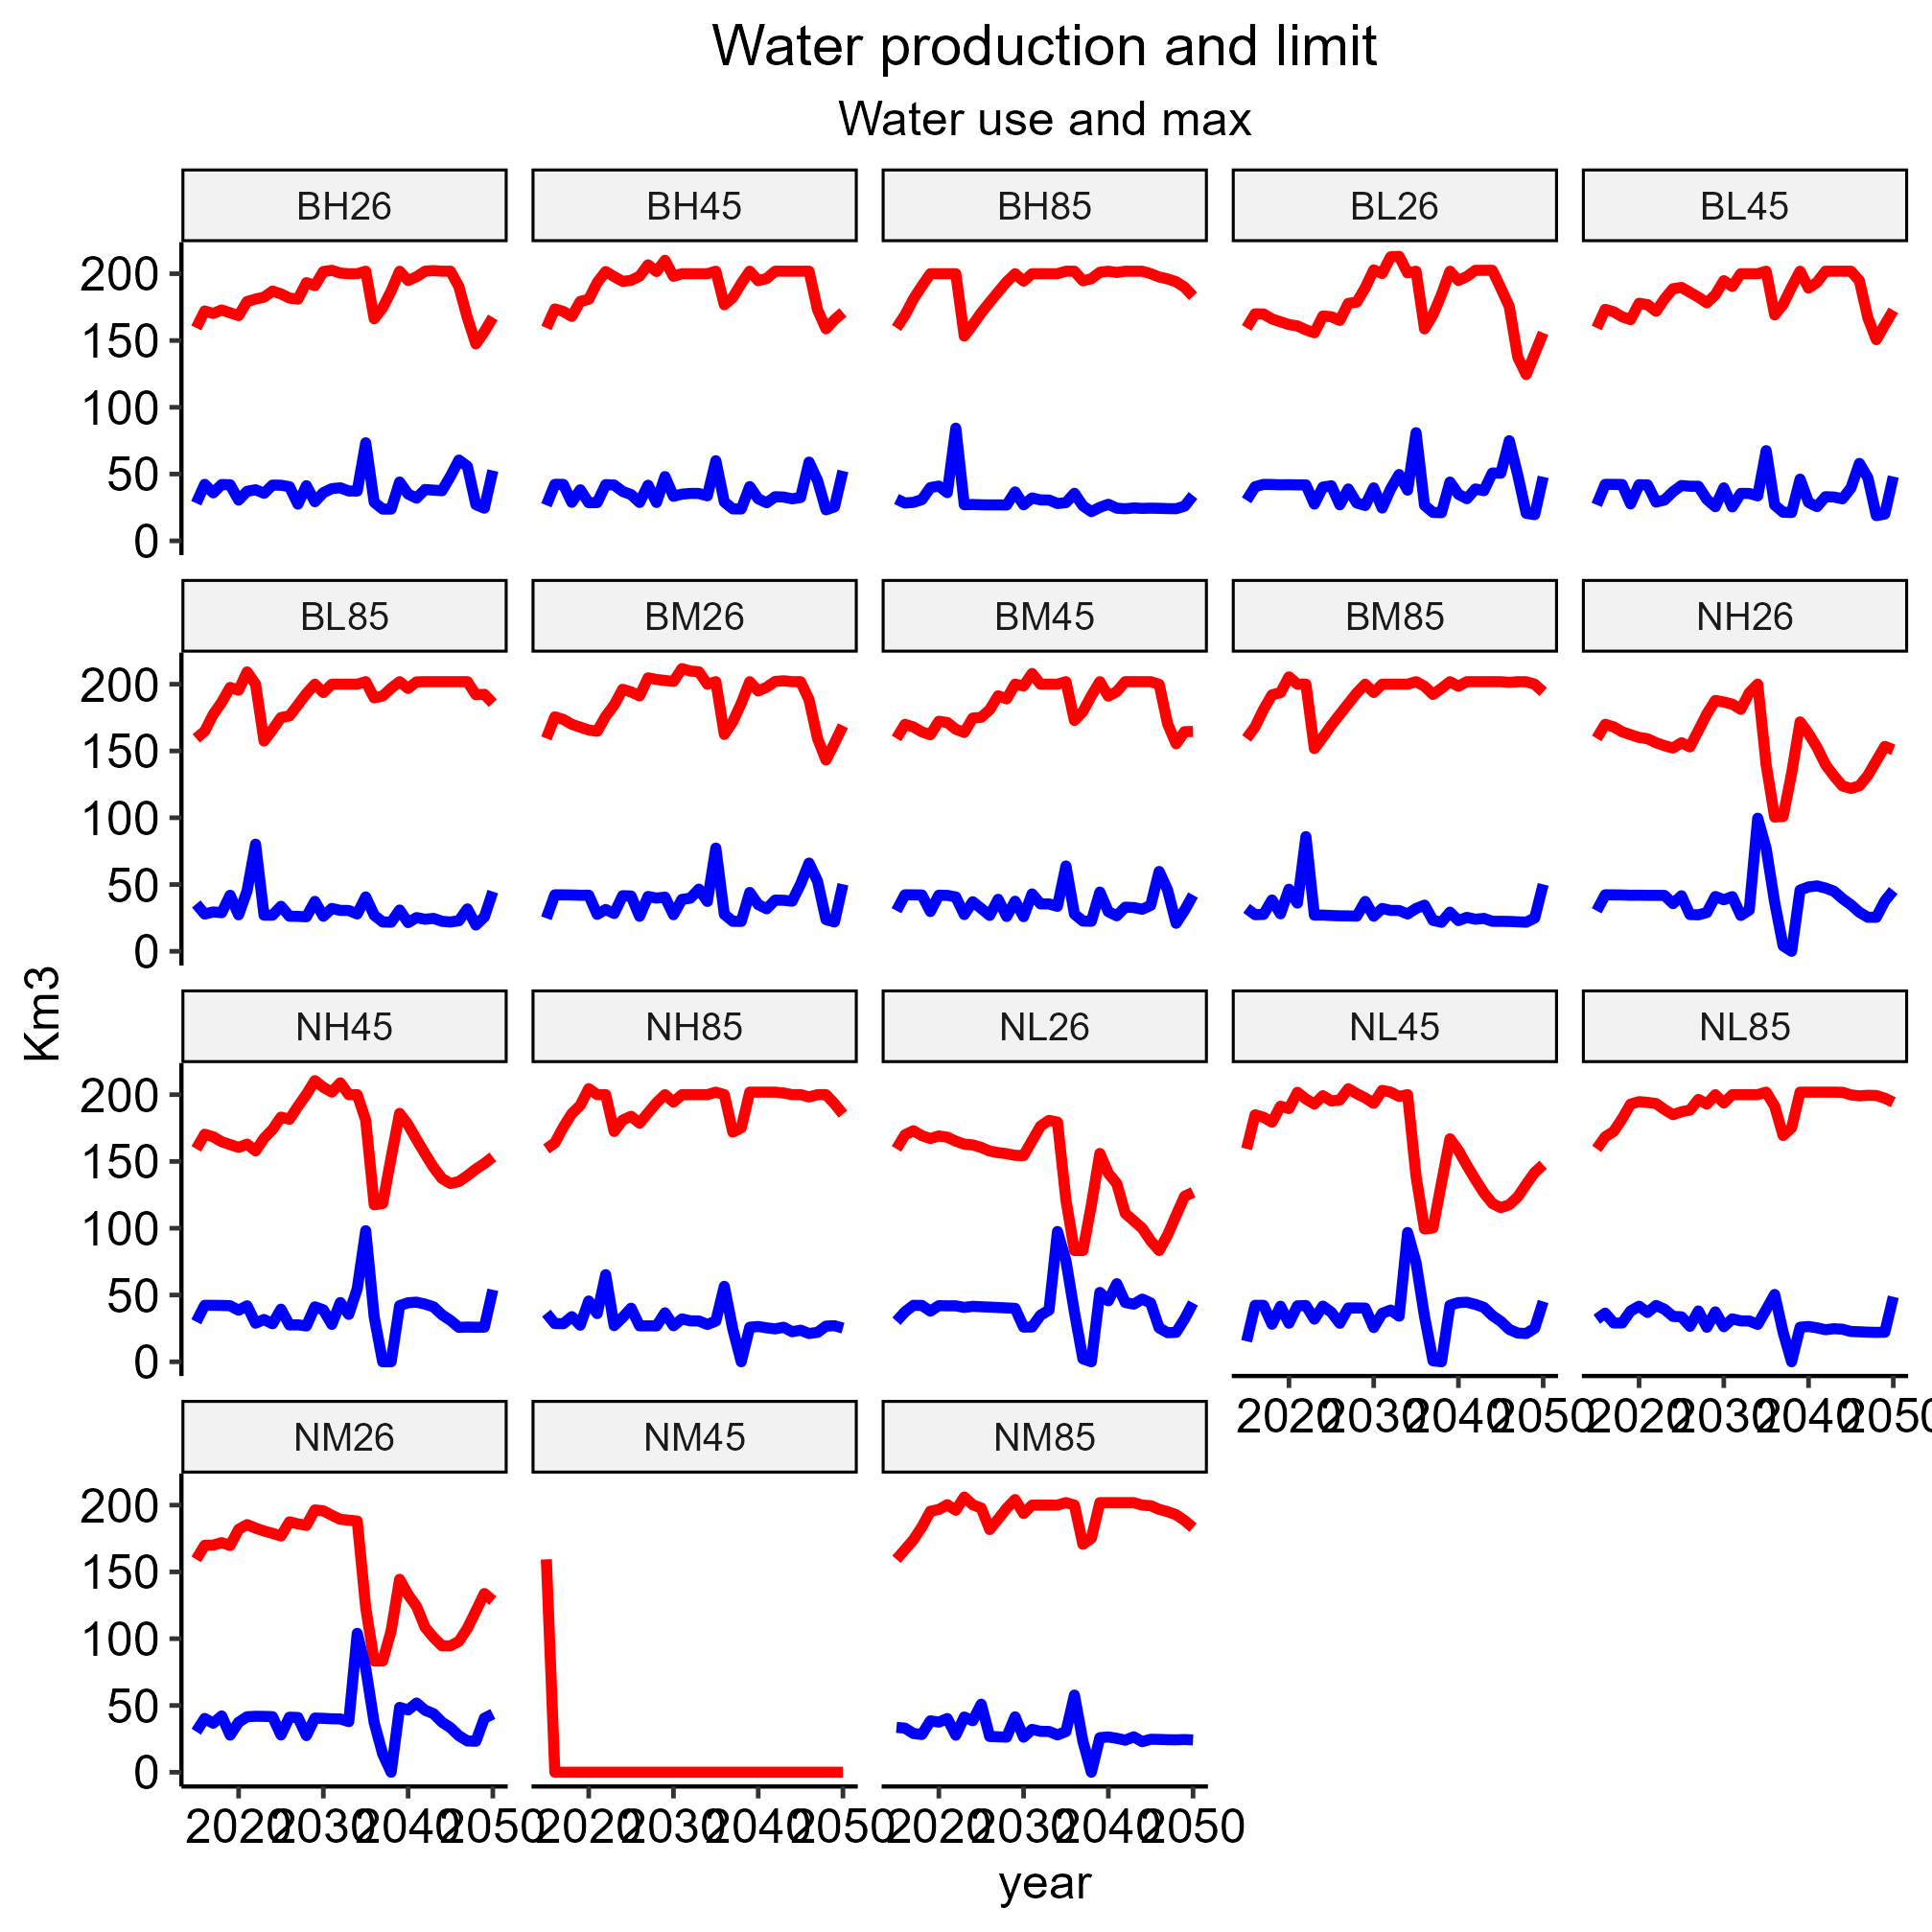 Water production and limit
Water use and max
BH26 BH45 BH85 BL26 BL45
200
150
100
50
0
BL85 BM26 BM45 BM85 NH26
200
150
100
50
0
Km3
NH45 NH85 NL26 NL45 NL85
200
150
100
50
0
2020 2030 2040 2050 2020 2030 2040 2050
NM26 NM45 NM85
200
150
100
50
0
2020 2030 2040 2050 2020 2030 2040 2050 2020 2030 2040 2050
year